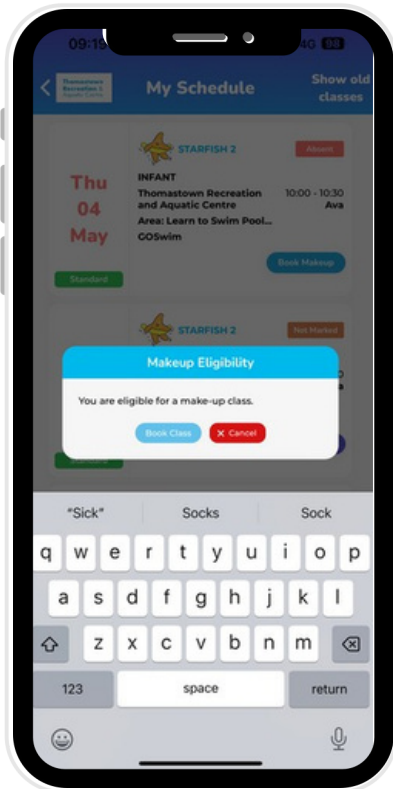 09:19
4G 98
Thomastown
Recreation &
Aquatic Centre
My Schedule
Show old
classes
STARFISH 2
Absent
Thu
04
May
INFANT
Thomastown Recreation
and Aquatic Centre
10:00 - 10:30
Ava
Area: Learn to Swim Pool...
GOSwim
Book Makeup
Standard
STARFISH 2
Not Marked
Makeup Eligibility
You are eligible for a make-up class.
Book Class
X Cancel
Standard
"Sick"
Socks
Sock
q w e r t y u i o p
a s d f g h j k l
z x c v b n m
123
space
return